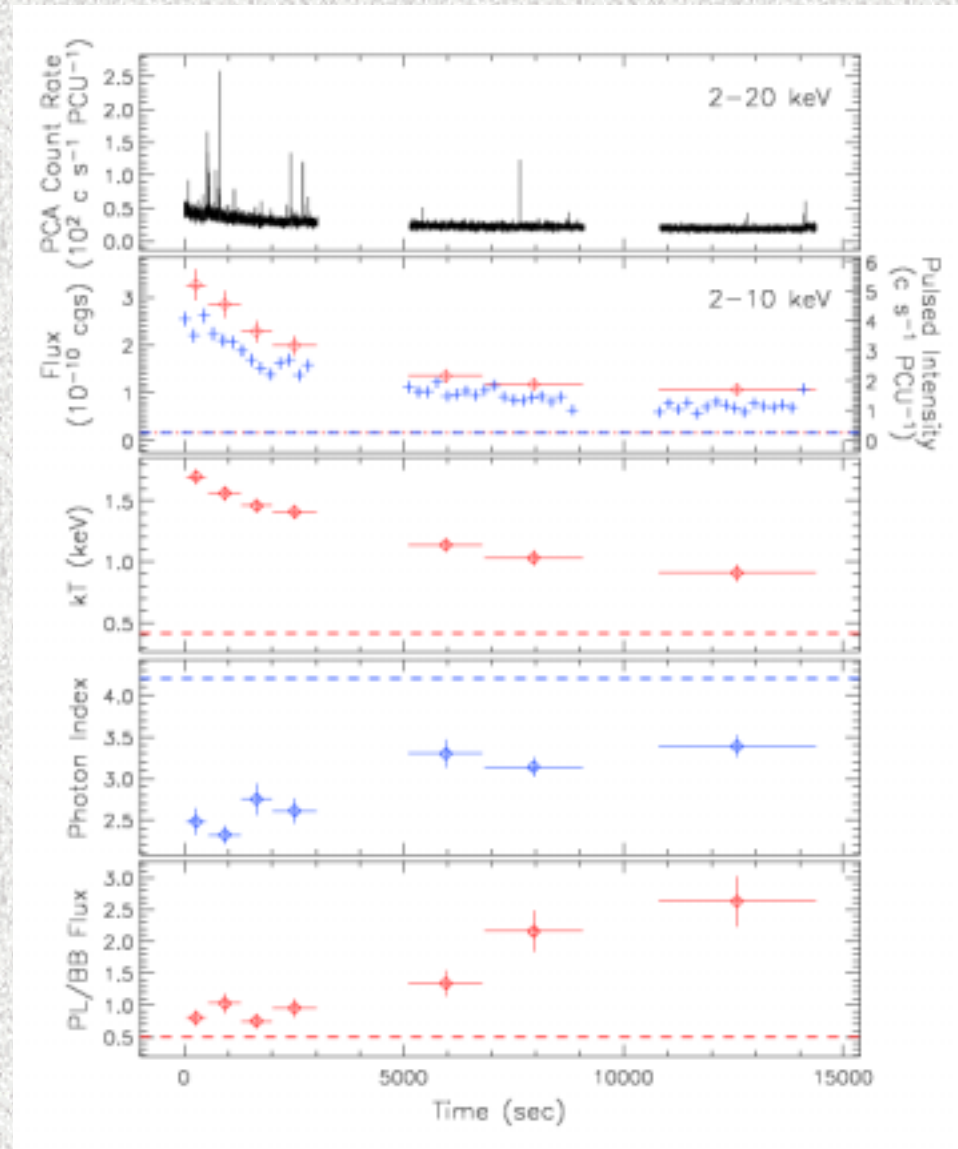 PCA Count Rate
(10² c s⁻¹ PCU⁻¹)
2.5
2.0
1.5
1.0
0.5
0.0
2-20 keV
Flux
(10⁻¹⁰ cgs)
3
2
1
0
2-10 keV
6
5
4
3
2
1
0
Pulsed Intensity
(c s⁻¹ PCU⁻¹)
kT (keV)
1.5
1.0
0.5
Photon Index
4.0
3.5
3.0
2.5
PL/BB Flux
3.0
2.5
2.0
1.5
1.0
0.5
0
5000
10000
15000
Time (sec)